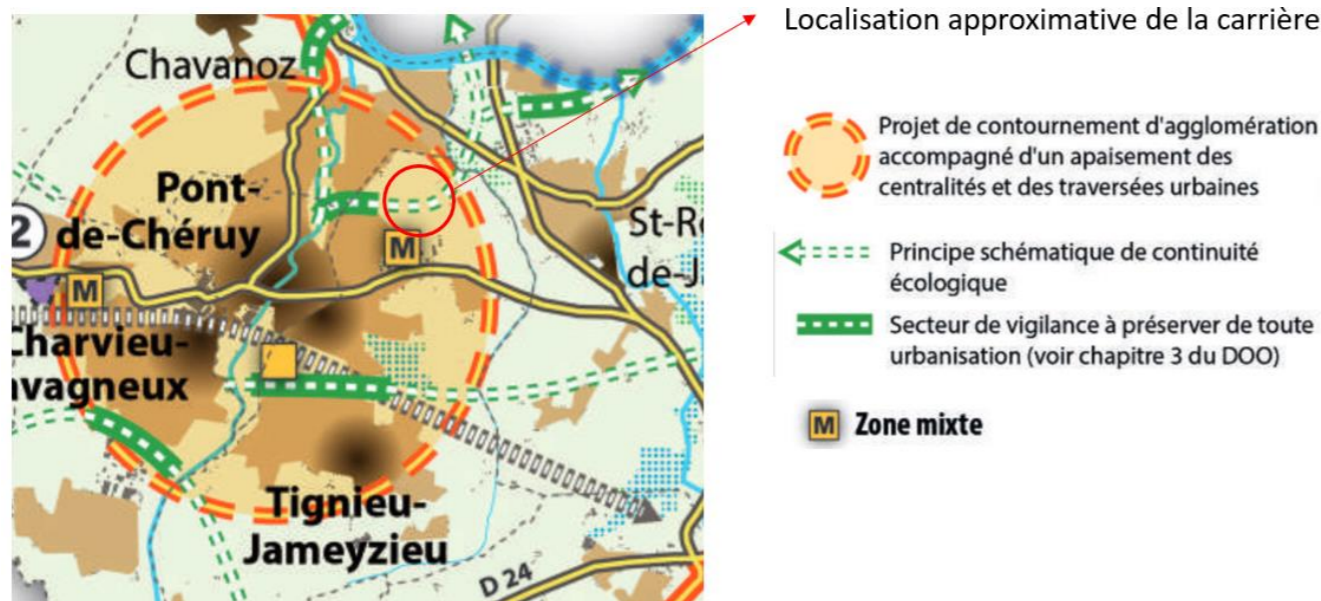 Localisation approximative de la carrière
Chavanoz
Pont-
de-Chéruy
2
M
St-R
de-J
M
Charvieu-
avagneux
Tignieu-
Jameyzieu
D 24
Projet de contournement d'agglomération
accompagné d'un apaisement des
centralités et des traversées urbaines
Principe schématique de continuité
écologique
Secteur de vigilance à préserver de toute
urbanisation (voir chapitre 3 du DOO)
M Zone mixte